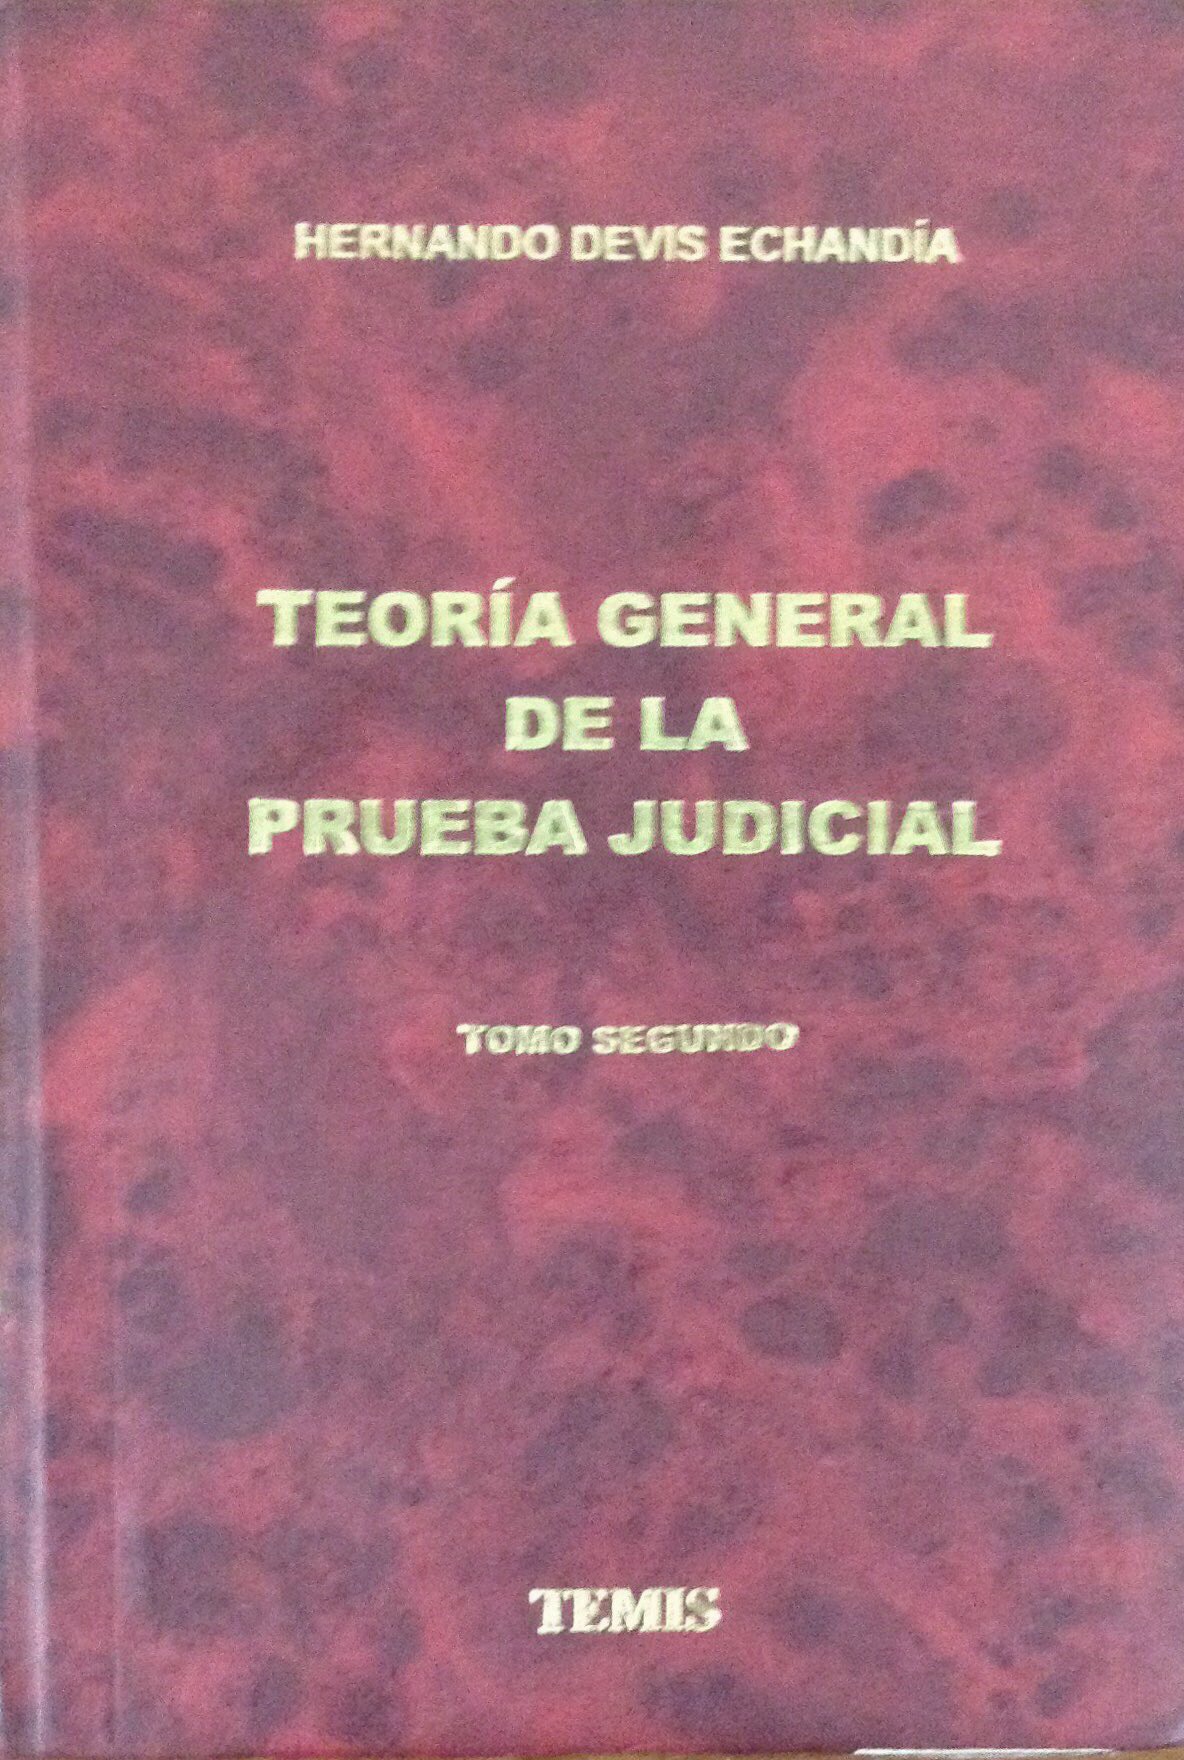 HERNANDO DEVIS ECHANDÍA
TEORÍA GENERAL
DE LA
PRUEBA JUDICIAL
TOMO SEGUNDO
TEMIS